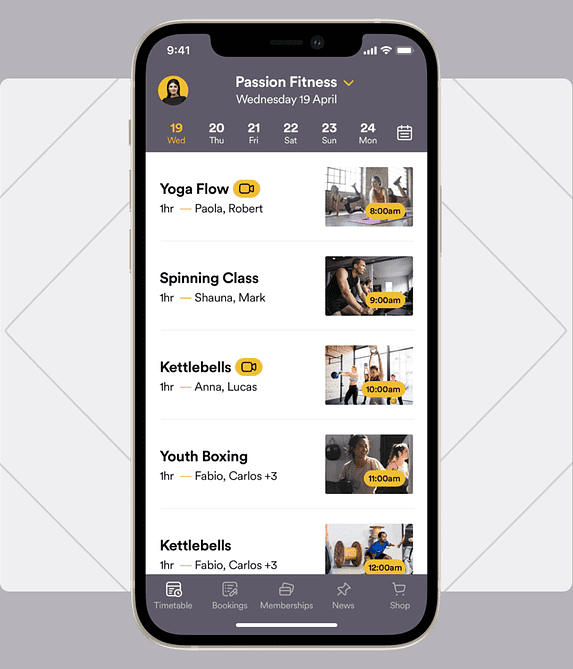 9:41
Passion Fitness
Wednesday 19 April
19 20 21 22 23 24
Wed Thu Fri Sat Sun Mon
Yoga Flow
1hr — Paola, Robert
8:00am
Spinning Class
1hr — Shauna, Mark
9:00am
Kettlebells
1hr — Anna, Lucas
10:00am
Youth Boxing
1hr — Fabio, Carlos +3
11:00am
Kettlebells
1hr — Fabio, Carlos +3
12:00am
Timetable Bookings Memberships News Shop